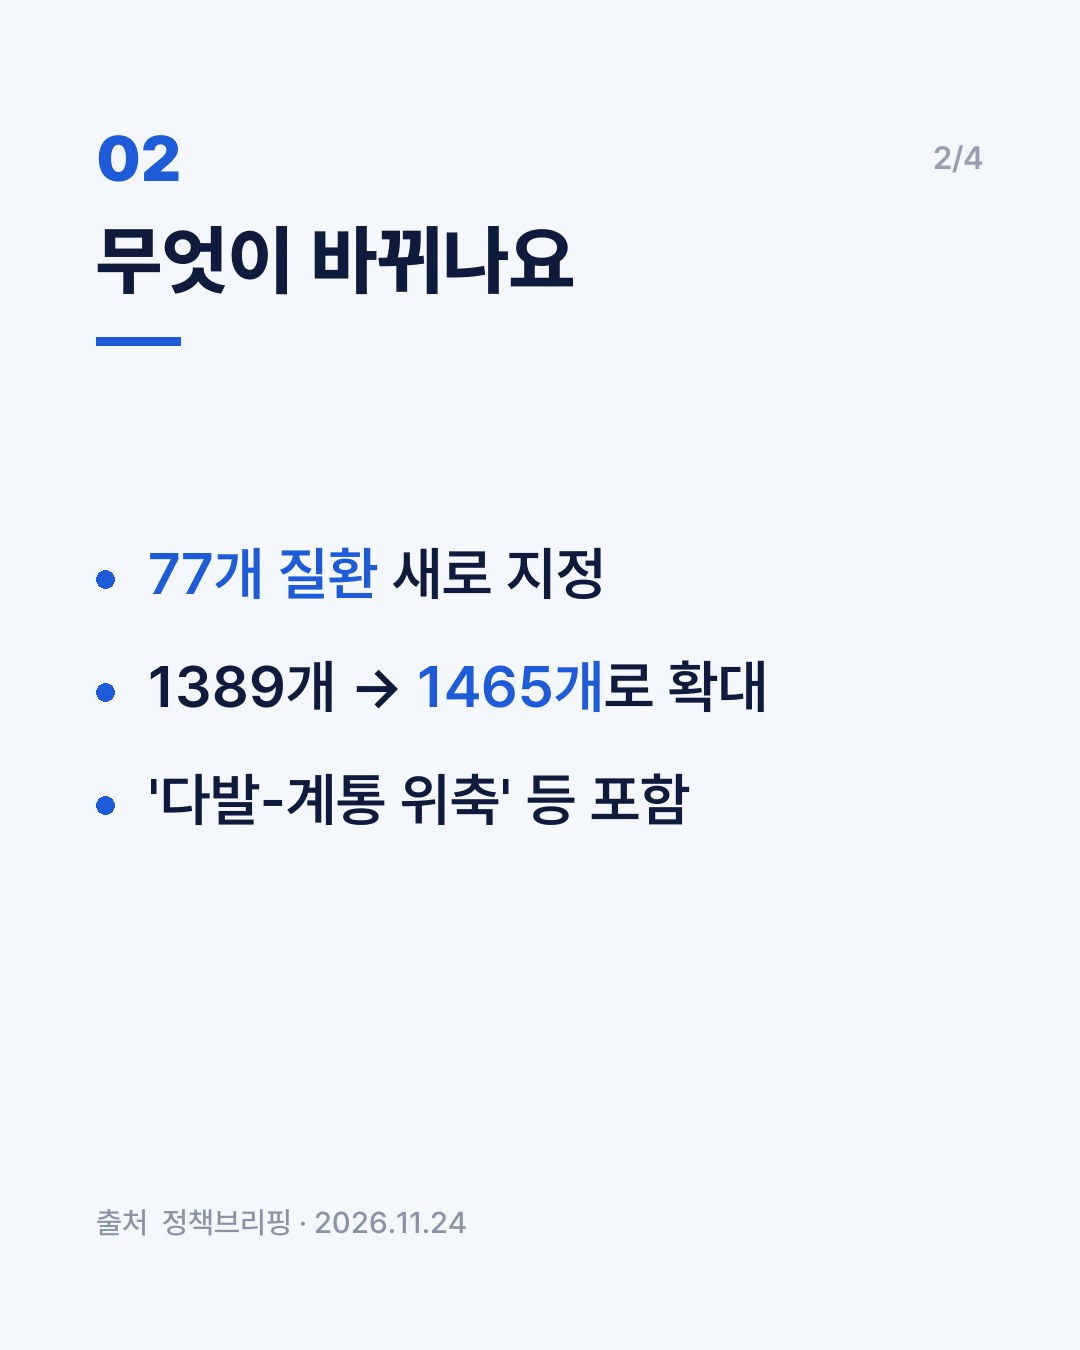 02
2/4
무엇이 바뀌나요
77개 질환 새로 지정
1389개 → 1465개로 확대
'다발-계통 위축' 등 포함
출처 정책브리핑 · 2026.11.24